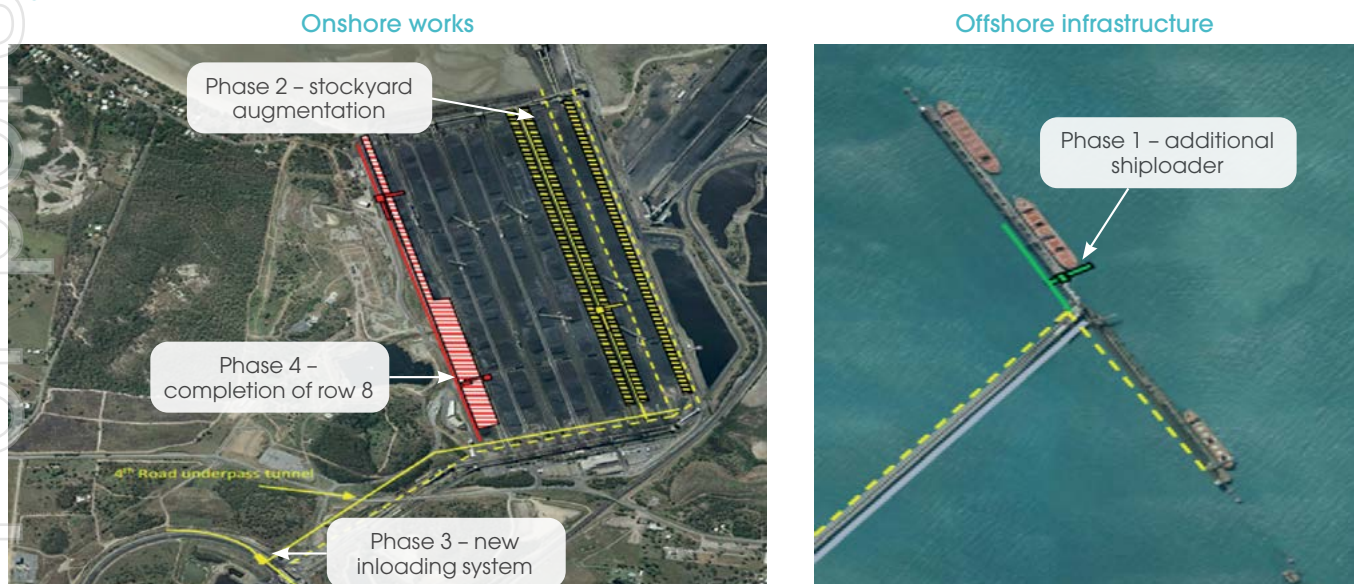 Onshore works
Offshore infrastructure
Phase 2 – stockyard
augmentation
Phase 4 –
completion of row 8
4th Road underpass tunnel
Phase 3 – new
inloading system
Phase 1 – additional
shiploader